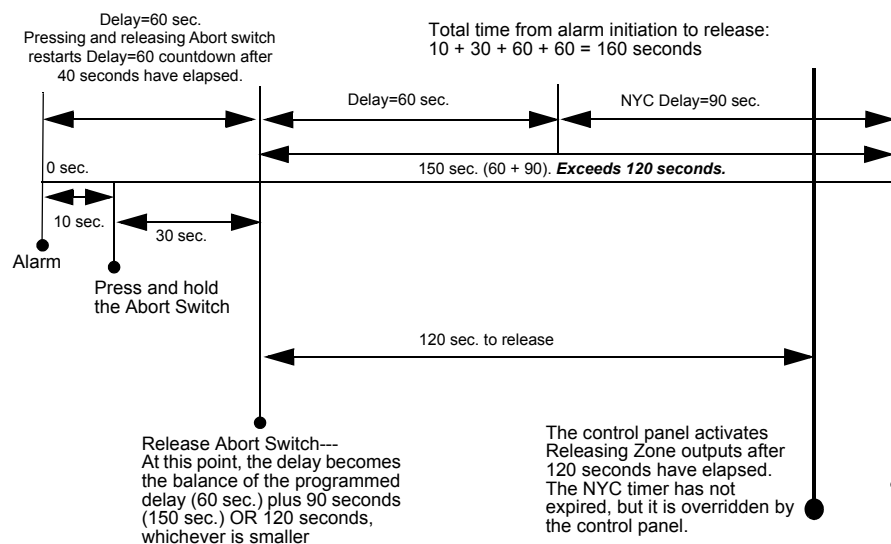 Delay=60 sec.
Pressing and releasing Abort switch
restarts Delay=60 countdown after
40 seconds have elapsed.
Total time from alarm initiation to release:
10 + 30 + 60 + 60 = 160 seconds
Delay=60 sec.
NYC Delay=90 sec.
0 sec.
150 sec. (60 + 90). Exceeds 120 seconds.
10 sec.
30 sec.
Alarm
Press and hold
the Abort Switch
120 sec. to release
Release Abort Switch---
At this point, the delay becomes
the balance of the programmed
delay (60 sec.) plus 90 seconds
(150 sec.) OR 120 seconds,
whichever is smaller
The control panel activates
Releasing Zone outputs after
120 seconds have elapsed.
The NYC timer has not
expired, but it is overridden by
the control panel.